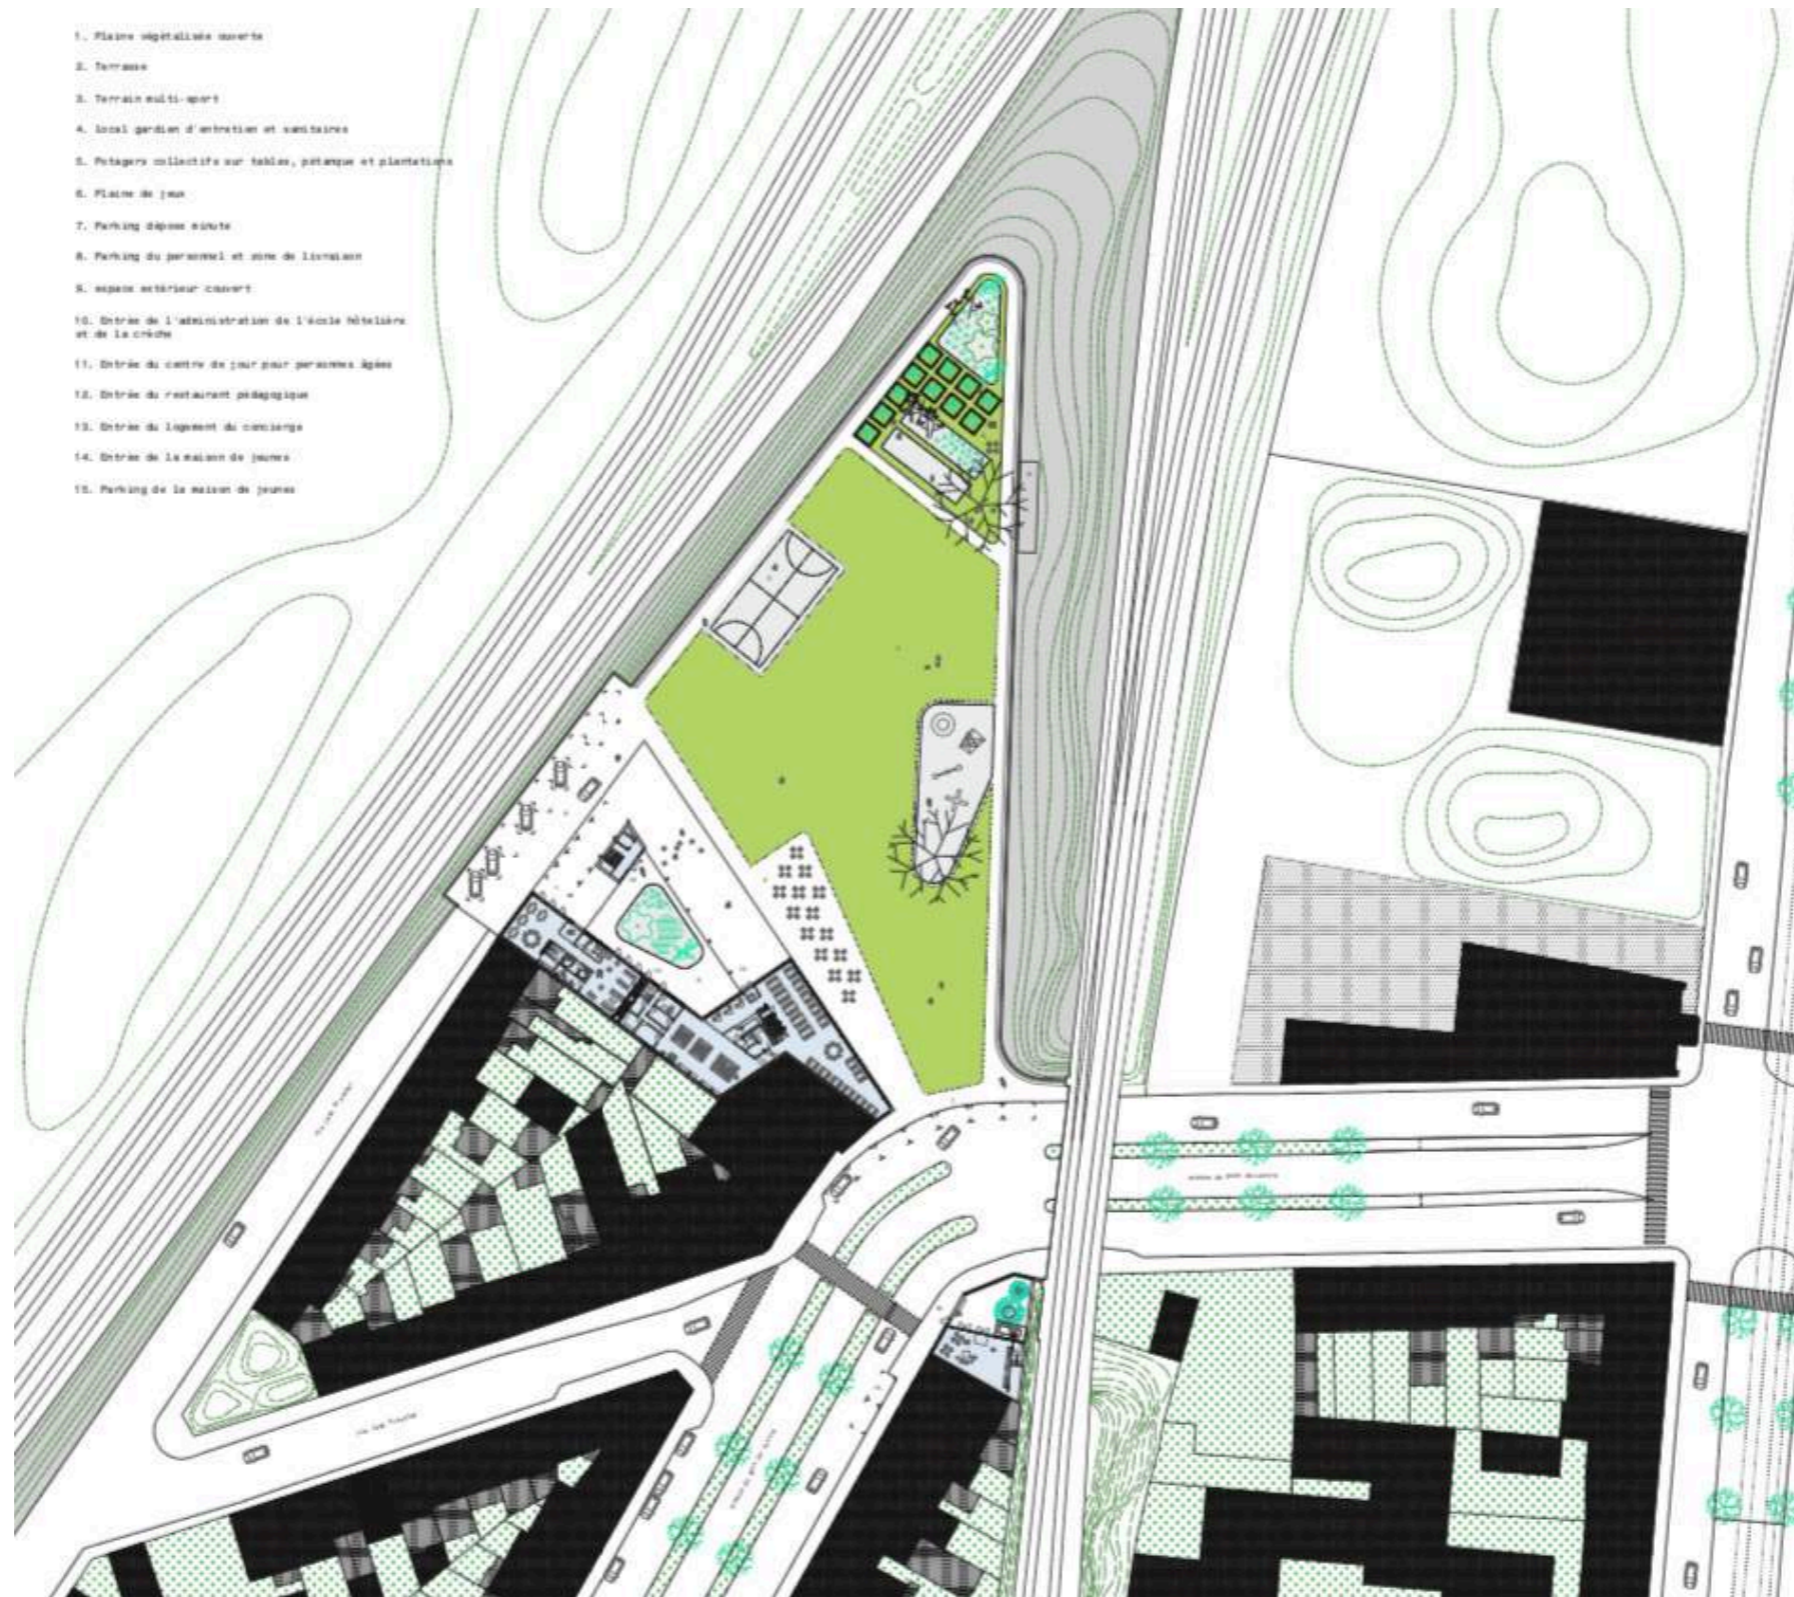 1. Plaine végétalisée ouverte
2. Terrasse
3. Terrain multi-sport
4. local gardien d'entretien et sanitaires
5. Potagers collectifs sur tables, pétanque et plantations
6. Plaine de jeux
7. Parking dépose minute
8. Parking du personnel et zone de livraison
9. espace extérieur couvert
10. Entrée de l'administration de l'école hôtelière
et de la crèche
11. Entrée du centre de jour pour personnes âgées
12. Entrée du restaurant pédagogique
13. Entrée du logement du concierge
14. Entrée de la maison de jeunes
15. Parking de la maison de jeunes